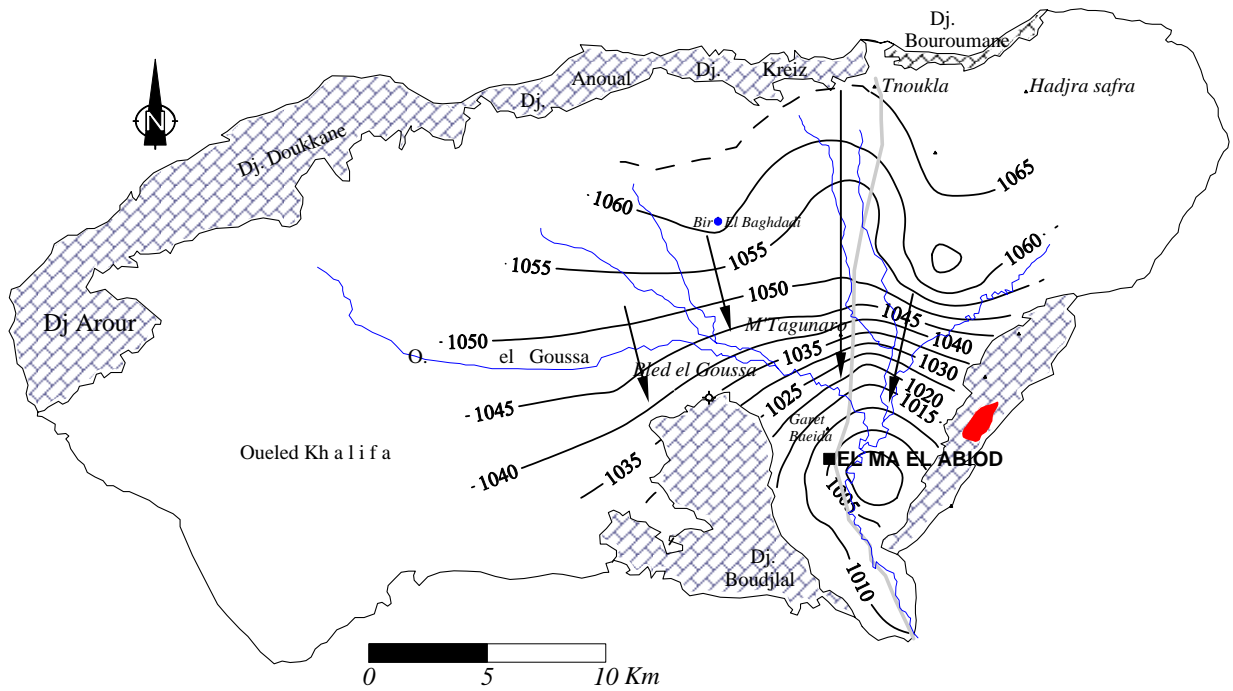 Dj.
Bouroumane
Anoual
Dj.
Kreiz
Dj.
Tnoukla
Hadjra safra
N
Dj. Doukkane
1065
1060
Bir El Baghdadi
1060
1055
1055
1050
Dj Arour
1045
M'Tagunaro
1050
1040
1035
O. el Goussa
Bled el Goussa
1030
1025
1020
1045
1015
Garet
Baeida
Oueled Kh a l i f a
EL MA EL ABIOD
1035
1040
1005
Dj.
Boudjlal
1010
0 5 10 Km